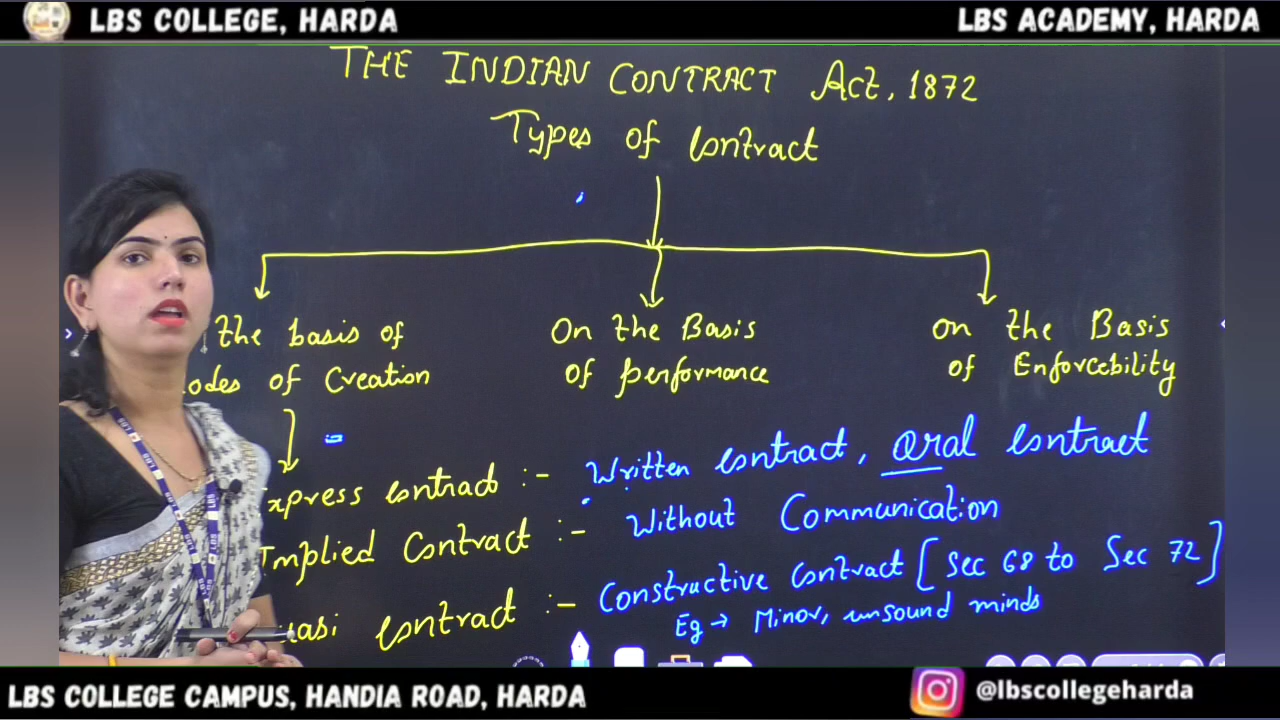 LBS COLLEGE, HARDA
LBS ACADEMY, HARDA
THE INDIAN CONTRACT Act, 1872
Types of Contract
the basis of
odes of Creation
On the Basis
of performance
on the Basis
of Enforcebility
xpress Contract :- Written Contract, oral Contract
Implied Contract :- Without Communication
uasi Contract :- Constructive Contract [Sec 68 to Sec 72]
Eg → Minor, unsound minds
LBS COLLEGE CAMPUS, HANDIA ROAD, HARDA
@lbscollegeharda